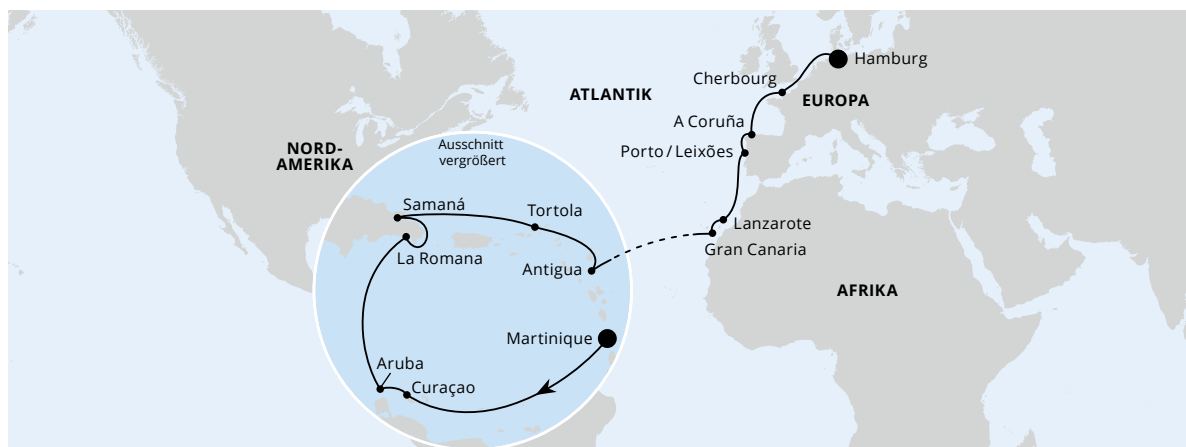 Hamburg
Cherbourg
ATLANTIK
EUROPA
A Coruña
NORD-
AMERIKA
Ausschnitt
vergrößert
Porto / Leixões
Samaná
Tortola
Lanzarote
La Romana
Gran Canaria
Antigua
AFRIKA
Martinique
Aruba
Curaçao